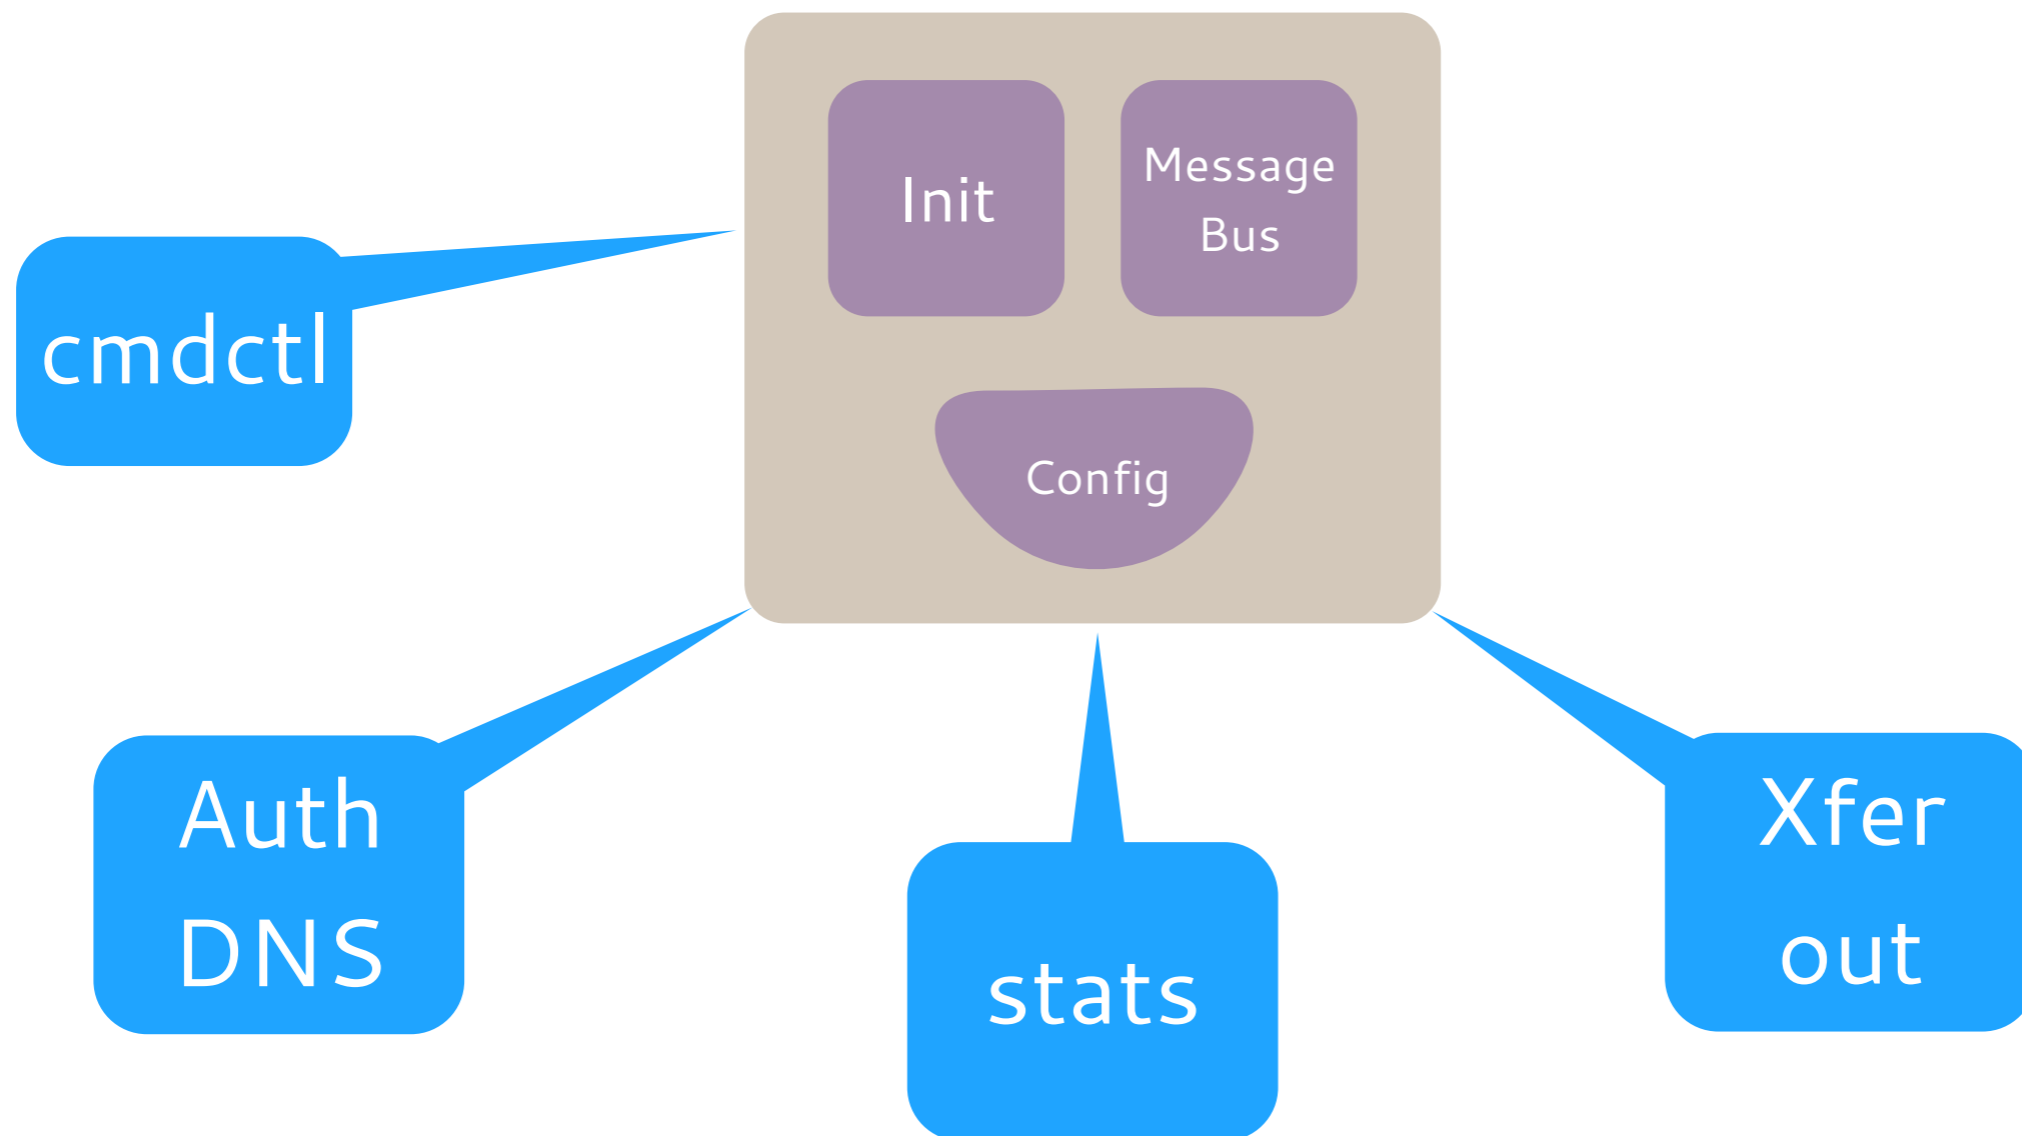 Init
Message
Bus
cmdctl
Config
Auth
DNS
stats
Xfer
out